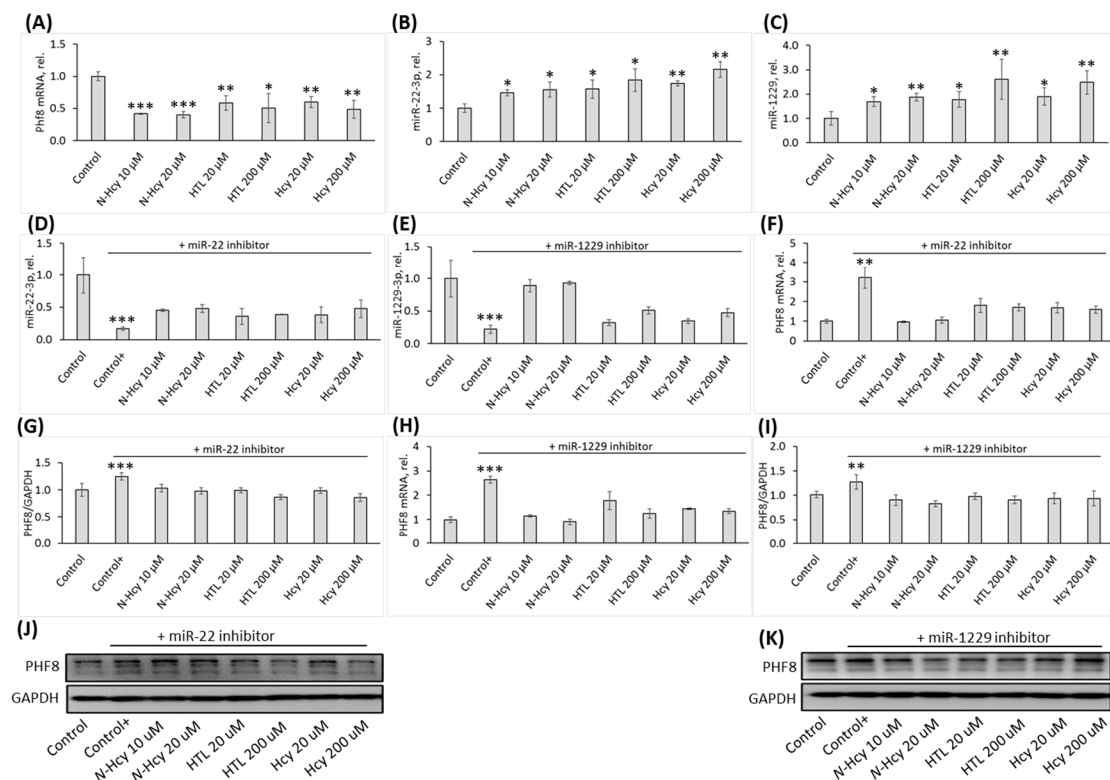 (A)
Phf8 mRNA, rel.
1.5
1.0
0.5
0.0
*** *** ** * ** **
Control
N-Hcy 10 µM
N-Hcy 20 µM
HTL 20 µM
HTL 200 µM
Hcy 20 µM
Hcy 200 µM
(B)
mirR-22-3p, rel.
3
2
1
0
* * * * ** **
Control
N-Hcy 10 µM
N-Hcy 20 µM
HTL 20 µM
HTL 200 µM
Hcy 20 µM
Hcy 200 µM
(C)
miR-1229, rel.
4.0
3.0
2.0
1.0
0.0
* ** * ** * **
Control
N-Hcy 10 µM
N-Hcy 20 µM
HTL 20 µM
HTL 200 µM
Hcy 20 µM
Hcy 200 µM
(D)
+ miR-22 inhibitor
miR-22-3p, rel.
1.5
1.0
0.5
0.0
***
Control
Control+
N-Hcy 10 µM
N-Hcy 20 µM
HTL 20 µM
HTL 200 µM
Hcy 20 µM
Hcy 200 µM
(E)
+ miR-1229 inhibitor
miR-1229-3p, rel.
1.5
1.0
0.5
0.0
***
Control
Control+
N-Hcy 10 µM
N-Hcy 20 µM
HTL 20 µM
HTL 200 µM
Hcy 20 µM
Hcy 200 µM
(F)
+ miR-22 inhibitor
PHF8 mRNA, rel.
5
4
3
2
1
0
**
Control
Control+
N-Hcy 10 µM
N-Hcy 20 µM
HTL 20 µM
HTL 200 µM
Hcy 20 µM
Hcy 200 µM
(G)
+ miR-22 inhibitor
PHF8/GAPDH
1.5
1.0
0.5
0.0
***
Control
Control+
N-Hcy 10 µM
N-Hcy 20 µM
HTL 20 µM
HTL 200 µM
Hcy 20 µM
Hcy 200 µM
(H)
+ miR-1229 inhibitor
PHF8 mRNA, rel.
4
3
2
1
0
***
Control
Control+
N-Hcy 10 µM
N-Hcy 20 µM
HTL 20 µM
HTL 200 µM
Hcy 20 µM
Hcy 200 µM
(I)
+ miR-1229 inhibitor
PHF8/GAPDH
2.0
1.5
1.0
0.5
0.0
**
Control
Control+
N-Hcy 10 µM
N-Hcy 20 µM
HTL 20 µM
HTL 200 µM
Hcy 20 µM
Hcy 200 µM
(J)
+ miR-22 inhibitor
PHF8
GAPDH
Control
Control+
N-Hcy 10 uM
N-Hcy 20 uM
HTL 20 uM
HTL 200 uM
Hcy 20 uM
Hcy 200 uM
(K)
+ miR-1229 inhibitor
PHF8
GAPDH
Control
Control+
N-Hcy 10 uM
N-Hcy 20 uM
HTL 20 uM
HTL 200 uM
Hcy 20 uM
Hcy 200 uM